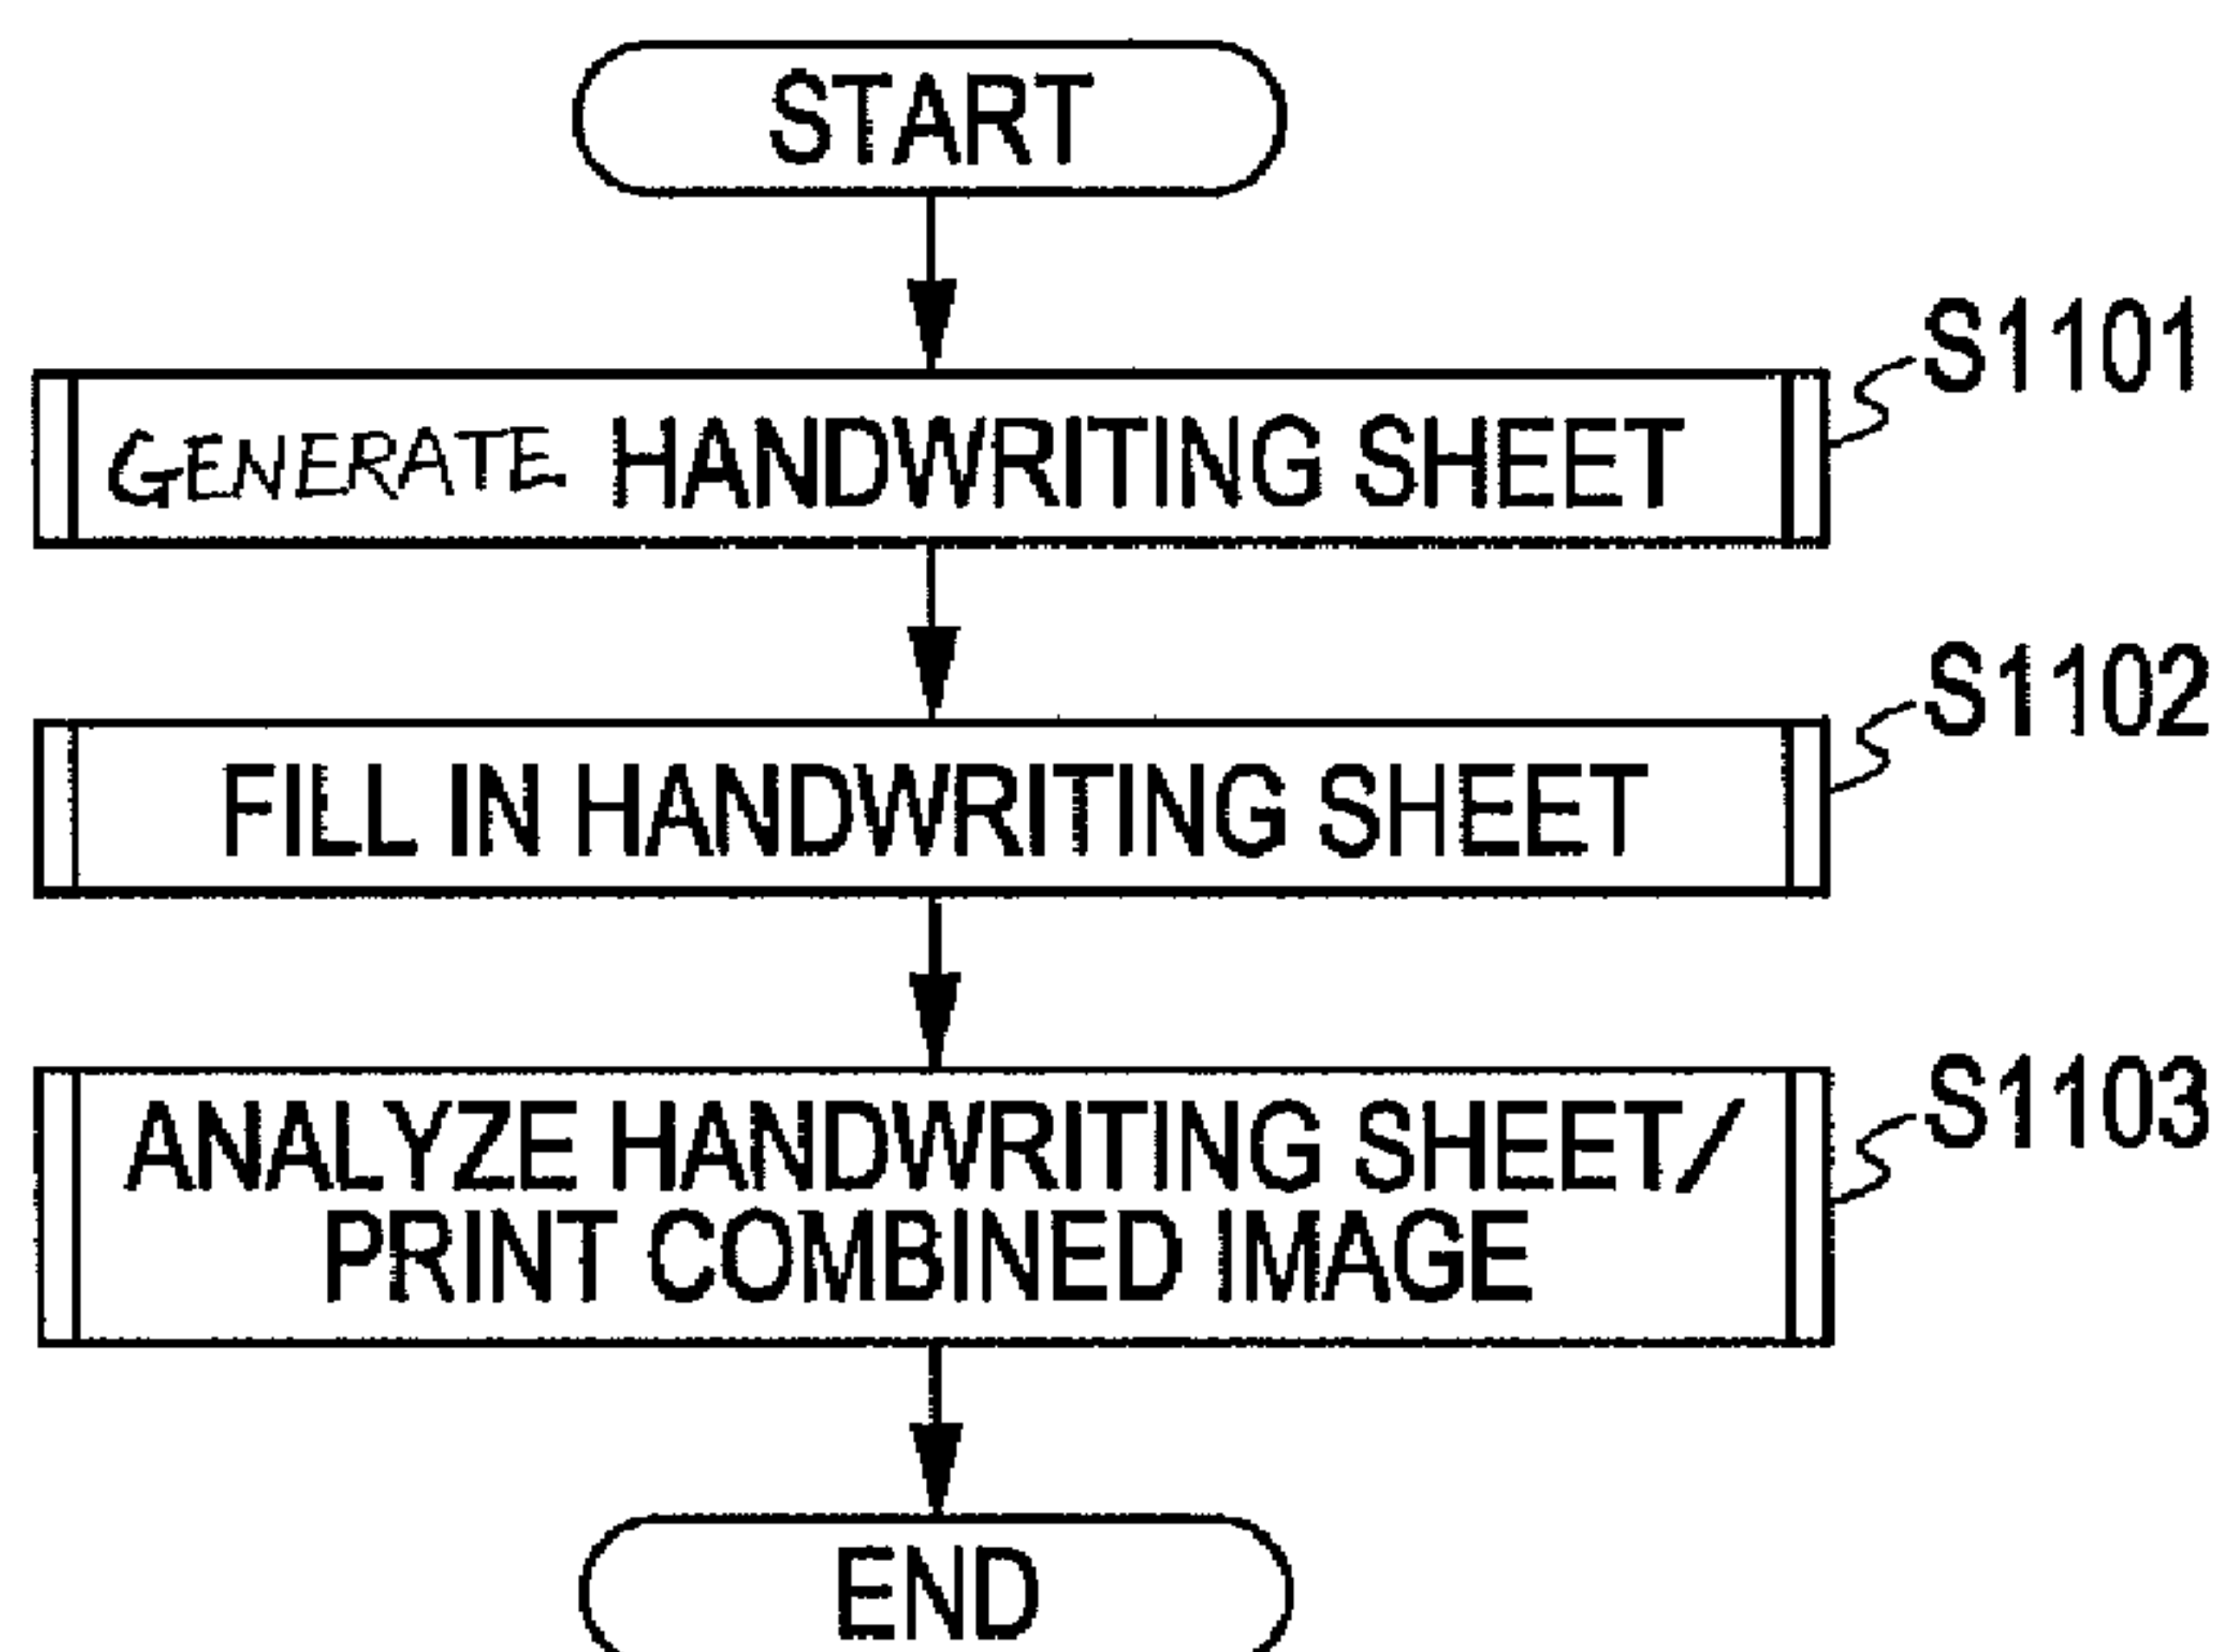 START
S1101
GENERATE HANDWRITING SHEET
S1102
FILL IN HANDWRITING SHEET
S1103
ANALYZE HANDWRITING SHEET/
PRINT COMBINED IMAGE
END